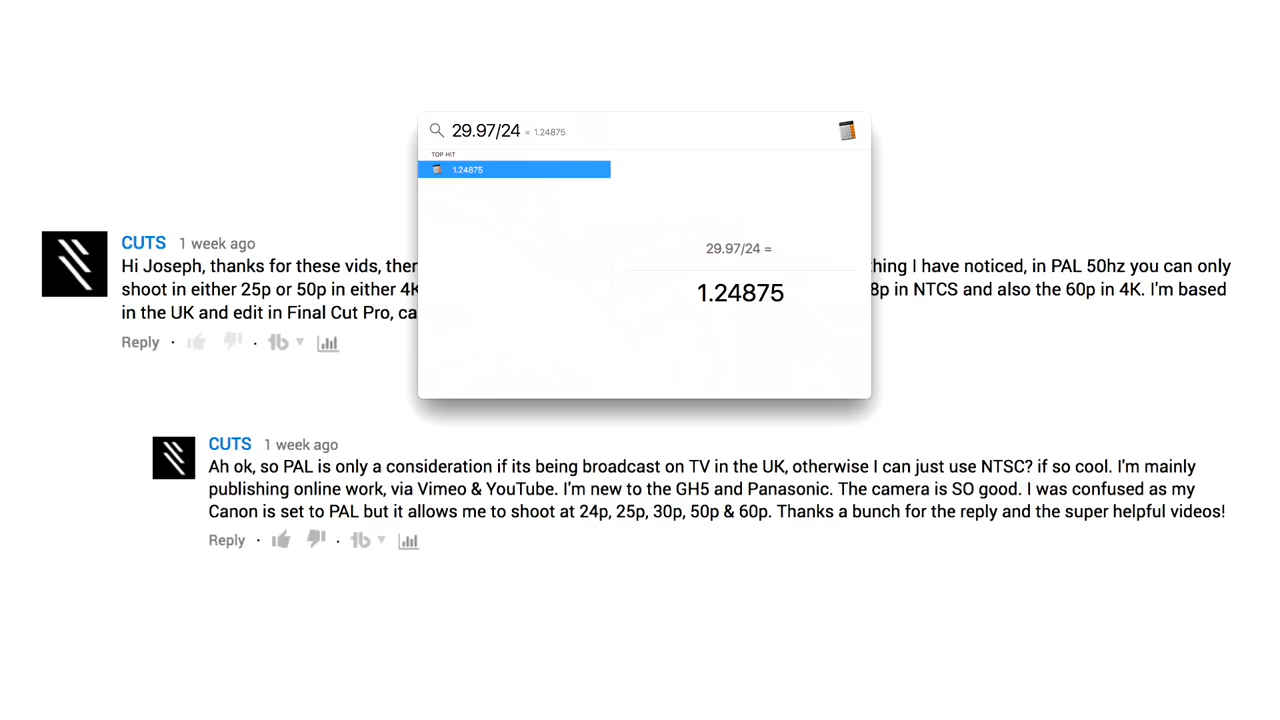 29.97/24 = 1.24875
TOP HIT
1.24875
29.97/24 =
1.24875
CUTS 1 week ago
Hi Joseph, thanks for these vids, hing I have noticed, in PAL 50hz you can only
shoot in either 25p or 50p in either 8p in NTCS and also the 60p in 4K. I'm based
in the UK and edit in Final Cut Pro,
Reply
CUTS 1 week ago
Ah ok, so PAL is only a consideration if its being broadcast on TV in the UK, otherwise I can just use NTSC? if so cool. I'm mainly
publishing online work, via Vimeo & YouTube. I'm new to the GH5 and Panasonic. The camera is SO good. I was confused as my
Canon is set to PAL but it allows me to shoot at 24p, 25p, 30p, 50p & 60p. Thanks a bunch for the reply and the super helpful videos!
Reply